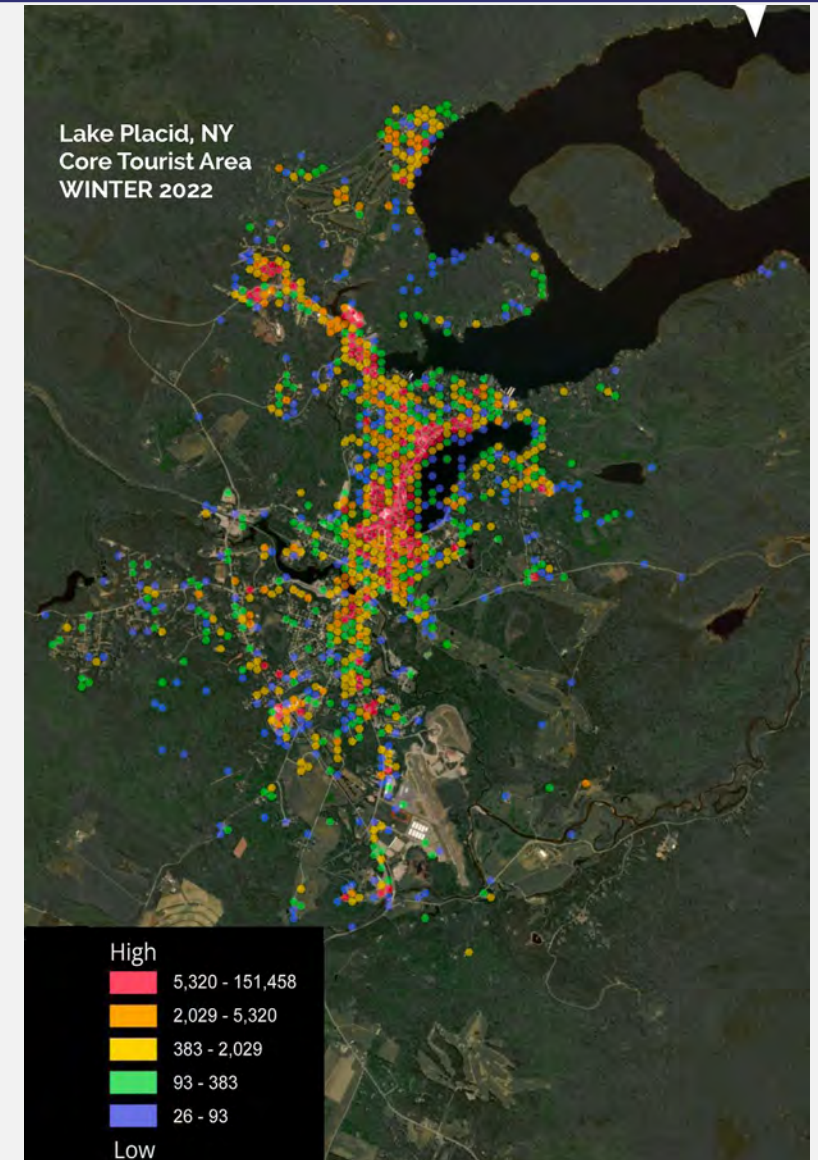 Lake Placid, NY
Core Tourist Area
WINTER 2022
High
5,320 - 151,458
2,029 - 5,320
383 - 2,029
93 - 383
26 - 93
Low